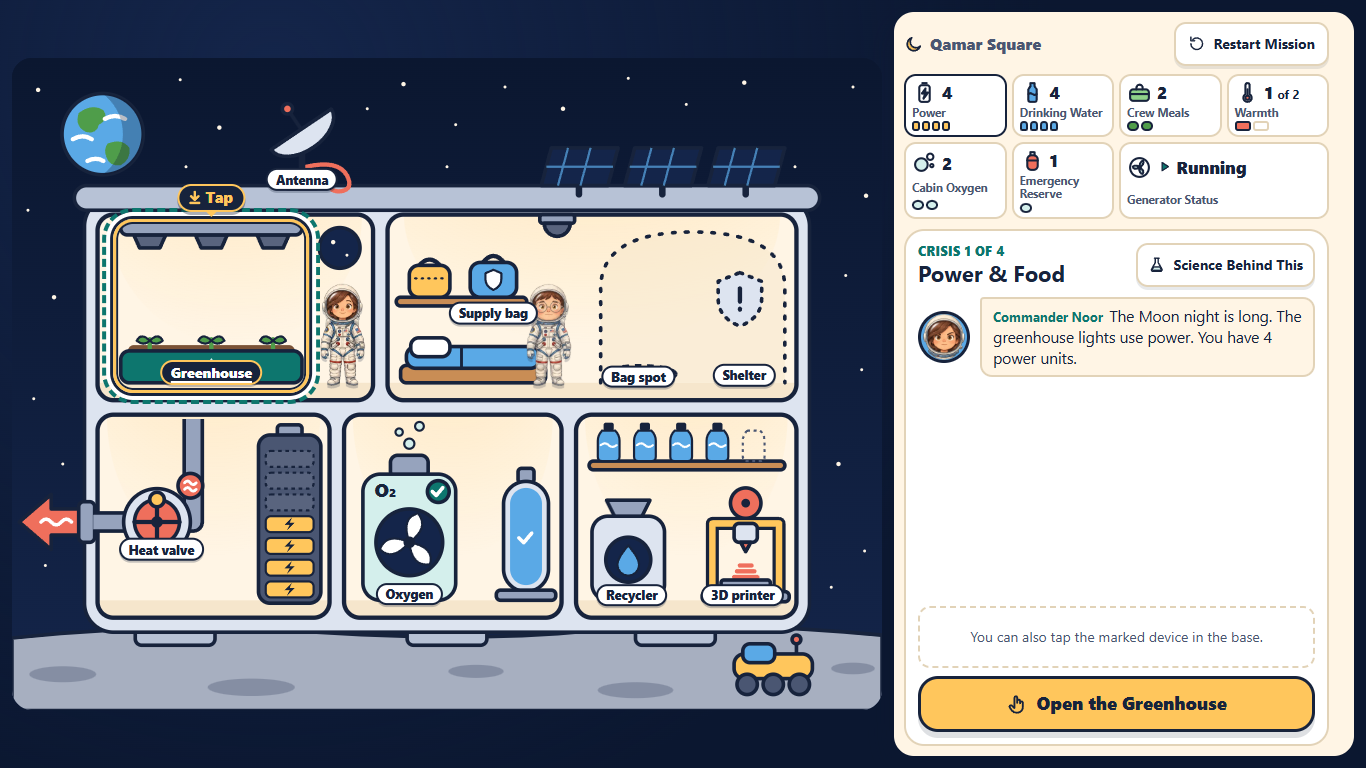 Antenna
Tap
Supply bag
Greenhouse
Bag spot
Shelter
Heat valve
O₂
Oxygen
Recycler
3D printer
Qamar Square
Restart Mission
4
Power
4
Drinking Water
2
Crew Meals
1 of 2
Warmth
2
Cabin Oxygen
1
Emergency
Reserve
Running
Generator Status
CRISIS 1 OF 4
Power & Food
Science Behind This
Commander Noor The Moon night is long. The
greenhouse lights use power. You have 4
power units.
You can also tap the marked device in the base.
Open the Greenhouse